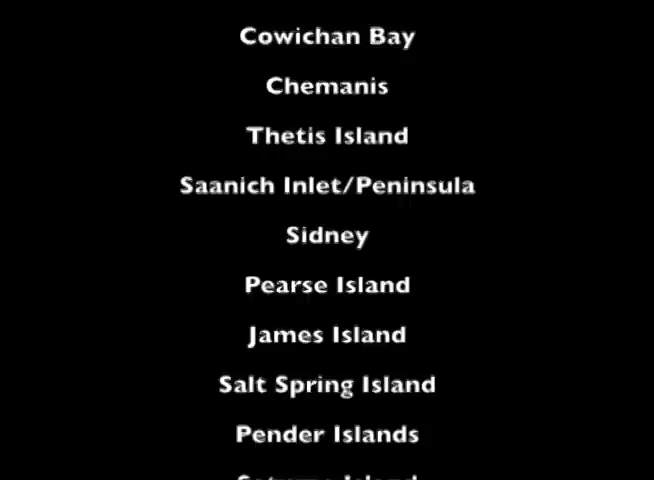 Cowichan Bay
Chemanis
Thetis Island
Saanich Inlet/Peninsula
Sidney
Pearse Island
James Island
Salt Spring Island
Pender Islands